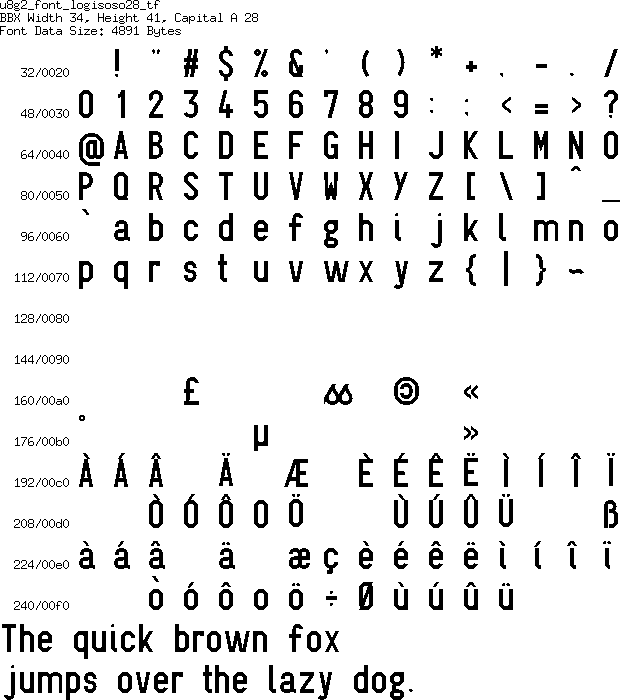 u8g2_font_logisoso28_tf
BBX Width 34, Height 41, Capital A 28
Font Data Size: 4891 Bytes
32/0020 ! " # $ % & ' ( ) * + , - . /
48/0030 0 1 2 3 4 5 6 7 8 9 : ; < = > ?
64/0040 @ A B C D E F G H I J K L M N O
80/0050 P Q R S T U V W X Y Z [ \ ] ^ _
96/0060 ` a b c d e f g h i j k l m n o
112/0070 p q r s t u v w x y z { | } ~
128/0080
144/0090
160/00a0 £ © «
176/00b0 ° µ »
192/00c0 À Á Â Ä Æ È É Ê Ë Ì Í Î Ï
208/00d0 Ò Ó Ô O Ö Ù Ú Û Ü ß
224/00e0 à á â ä æ ç è é ê ë ì í î ï
240/00f0 ò ó ô o ö ÷ Ø ù ú û ü
The quick brown fox
jumps over the lazy dog.